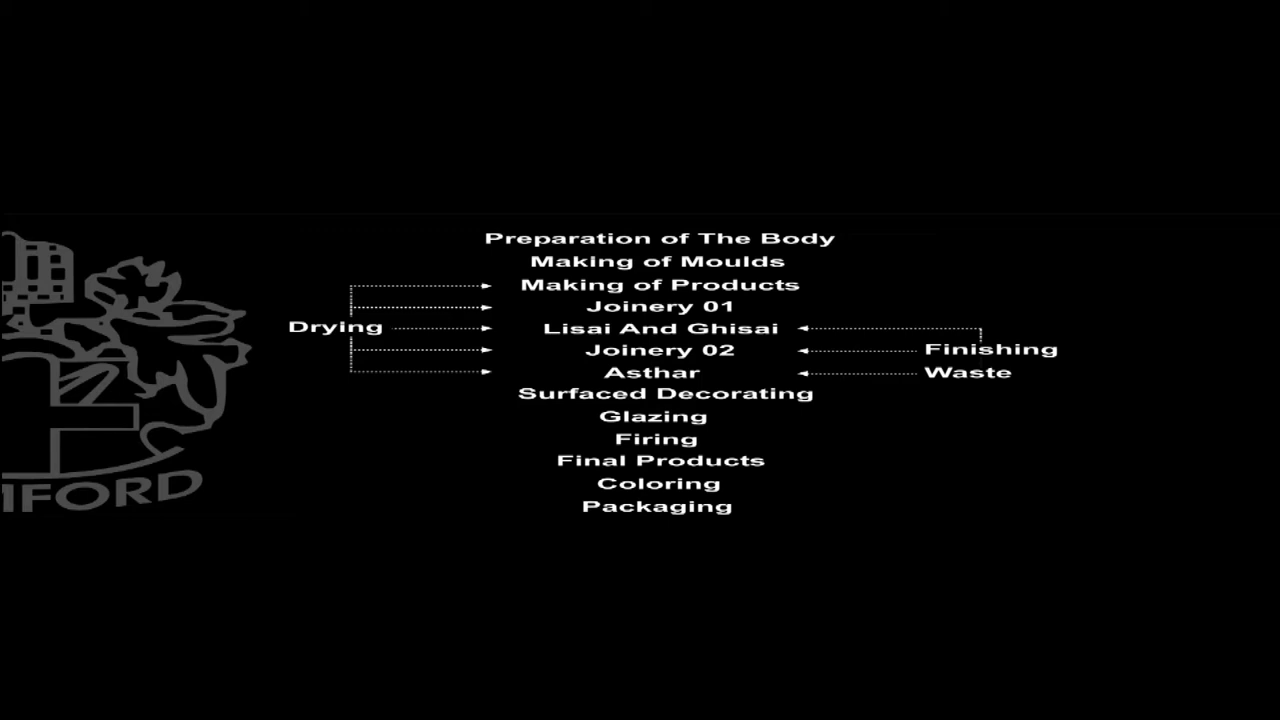 Preparation of The Body
Making of Moulds
Making of Products
Joinery 01
Drying
Lisai And Ghisai
Joinery 02
Finishing
Asthar
Waste
Surfaced Decorating
Glazing
Firing
Final Products
Coloring
Packaging